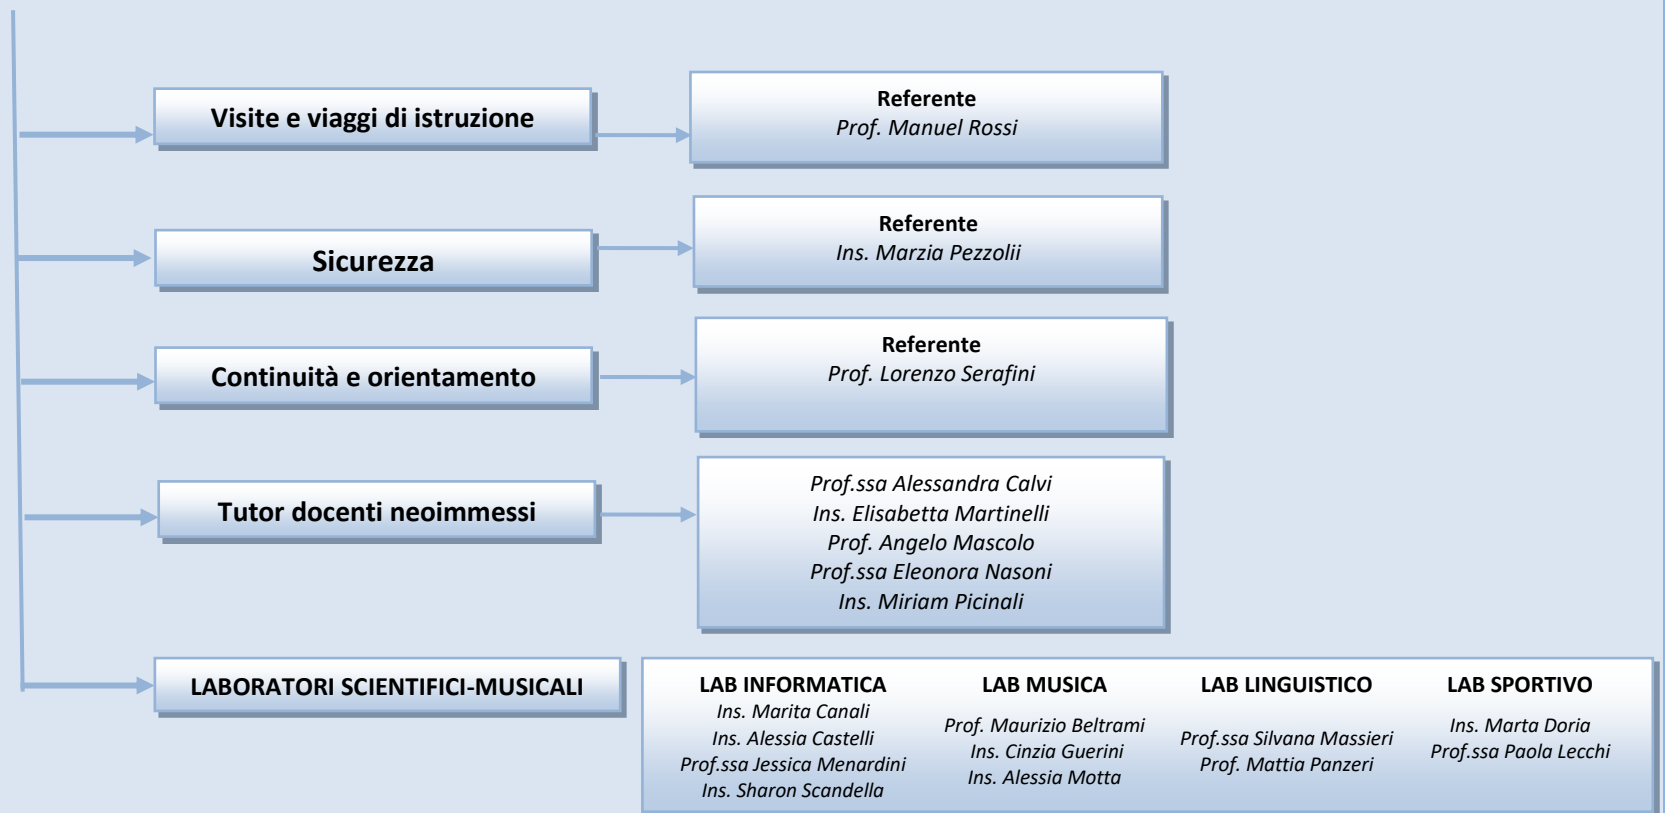 Visite e viaggi di istruzione
Referente
Prof. Manuel Rossi
Sicurezza
Referente
Ins. Marzia Pezzolii
Continuità e orientamento
Referente
Prof. Lorenzo Serafini
Tutor docenti neoimmessi
Prof.ssa Alessandra Calvi
Ins. Elisabetta Martinelli
Prof. Angelo Mascolo
Prof.ssa Eleonora Nasoni
Ins. Miriam Picinali
LABORATORI SCIENTIFICI-MUSICALI
LAB INFORMATICA
Ins. Marita Canali
Ins. Alessia Castelli
Prof.ssa Jessica Menardini
Ins. Sharon Scandella
LAB MUSICA
Prof. Maurizio Beltrami
Ins. Cinzia Guerini
Ins. Alessia Motta
LAB LINGUISTICO
Prof.ssa Silvana Massieri
Prof. Mattia Panzeri
LAB SPORTIVO
Ins. Marta Doria
Prof.ssa Paola Lecchi